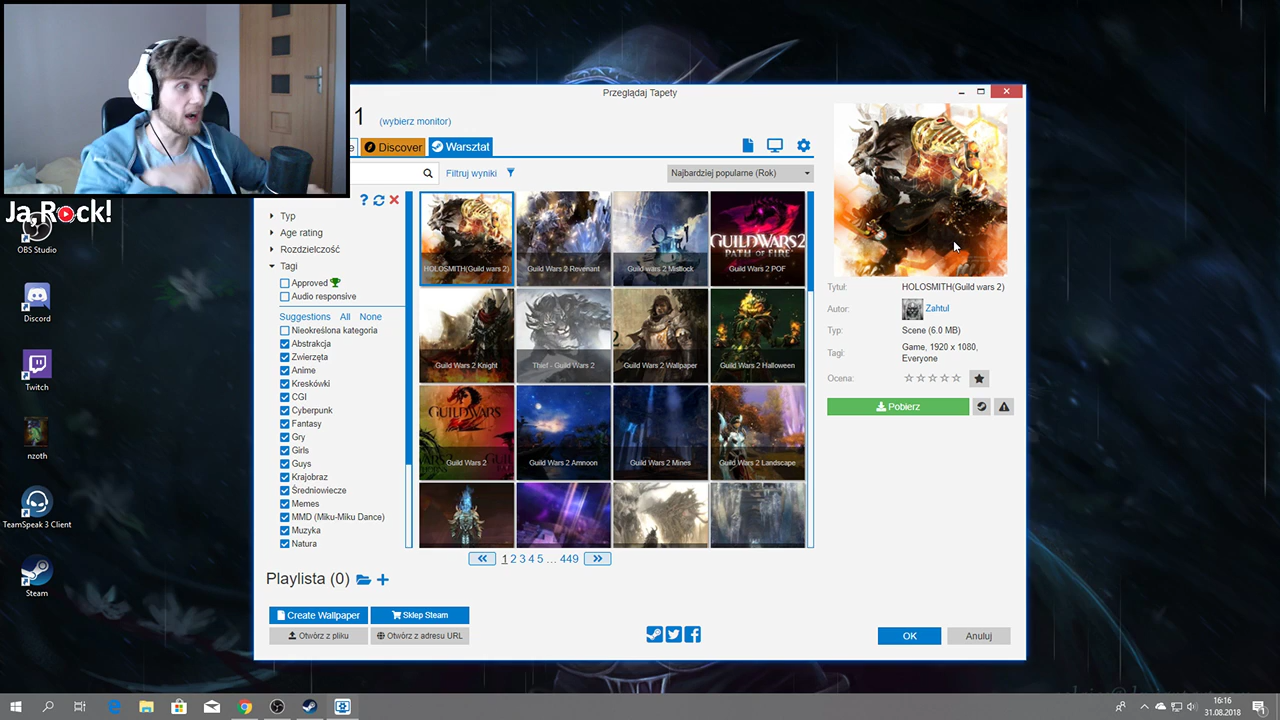 Przeglądaj Tapety
1 (wybierz monitor)
e Discover Warsztat
Filtruj wyniki
Najbardziej popularne (Rok)
Ja Rock!
OBS Studio
Discord
Twitch
nzoth
TeamSpeak 3 Client
Steam
?
Typ
Age rating
Rozdzielczość
Tagi
Approved
Audio responsive
Suggestions All None
Nieokreślona kategoria
Abstrakcja
Zwierzęta
Anime
Kreskówki
CGI
Cyberpunk
Fantasy
Gry
Girls
Guys
Krajobraz
Średniowiecze
Memes
MMD (Miku-Miku Dance)
Muzyka
Natura
GUILDWARS2
PATH OF FIRE
HOLOSMITH(Guild wars 2) Guild Wars 2 Revenant Guild wars 2 Mistlock Guild Wars 2 POF
Guild Wars 2 Knight Thief - Guild Wars 2 Guild Wars 2 Wallpaper Guild Wars 2 Halloween
GUILDWARS
Guild Wars 2 Guild Wars 2 Amnoon Guild Wars 2 Mines Guild Wars 2 Landscape
1 2 3 4 5 ... 449
Tytuł: HOLOSMITH(Guild wars 2)
Autor: Zahtul
Typ: Scene (6.0 MB)
Tagi: Game, 1920 x 1080,
Everyone
Ocena:
Pobierz
Playlista (0)
Create Wallpaper Sklep Steam
Otwórz z pliku Otwórz z adresu URL
OK Anuluj
16:16
31.08.2018
1